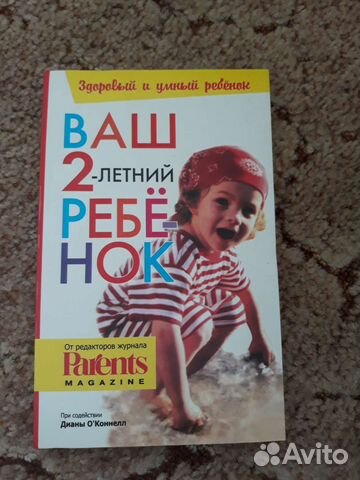 Здоровый и умный ребёнок
ВАШ
2-ЛЕТНИЙ
РЕБЁ-
НОК
От редакторов журнала
Parents
MAGAZINE
При содействии
Дианы О'Коннелл
Avito